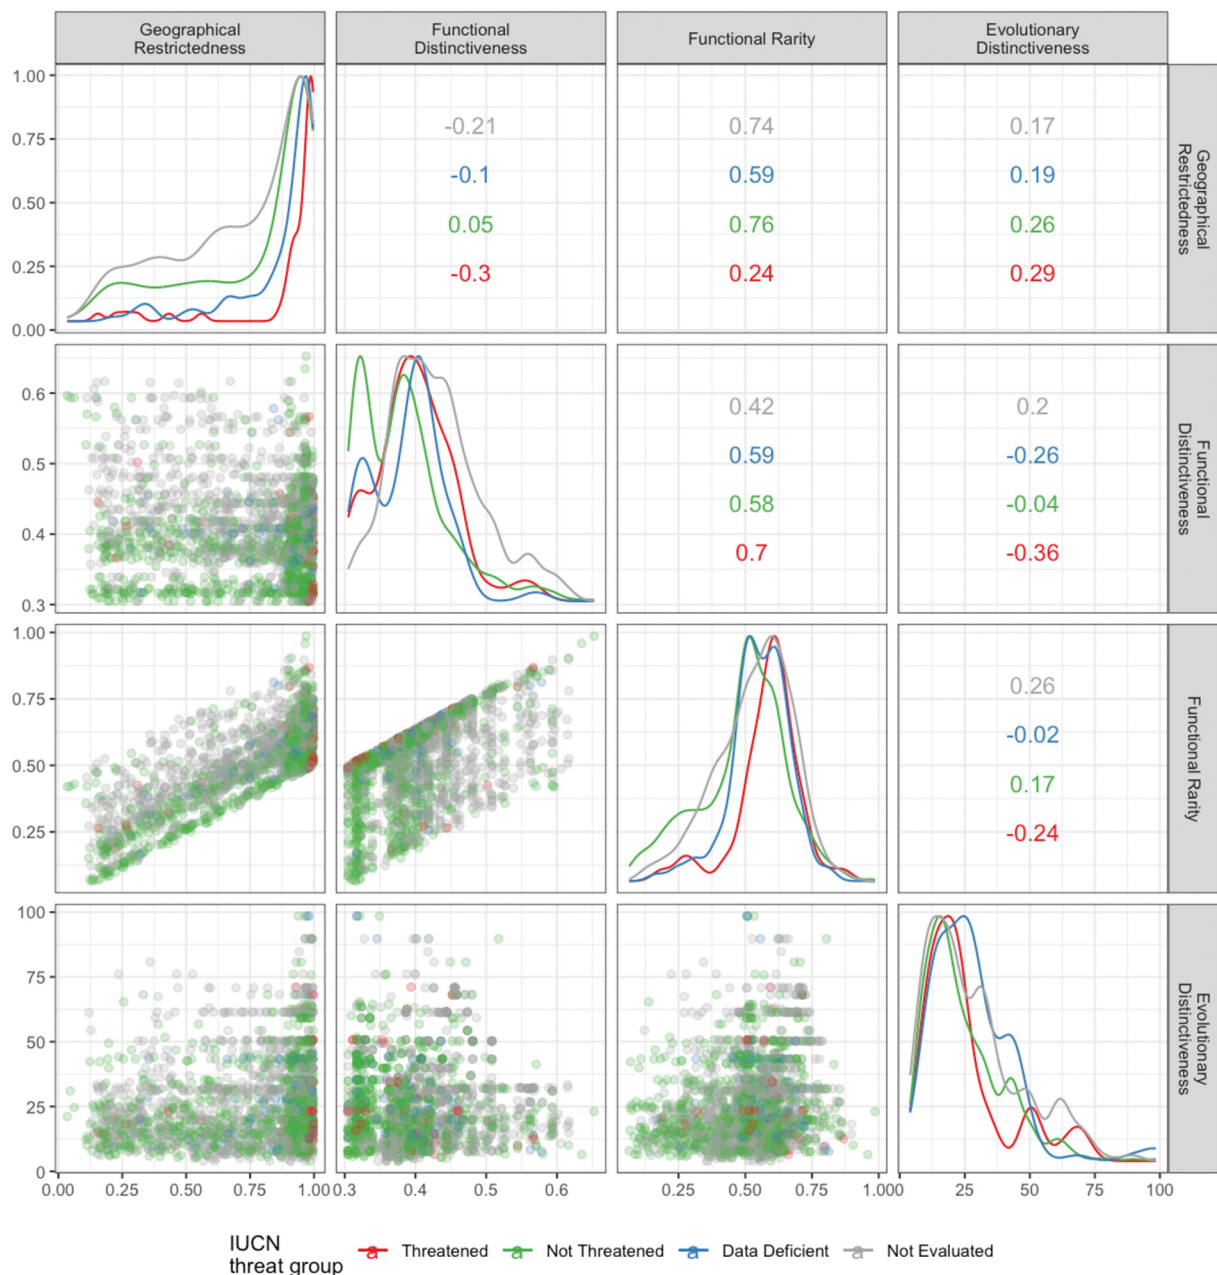 Geographical
Restrictedness
Functional
Distinctiveness
Functional Rarity
Evolutionary
Distinctiveness
1.00
0.75
0.50
0.25
0.00
-0.21
-0.1
0.05
-0.3
0.74
0.59
0.76
0.24
0.17
0.19
0.26
0.29
Geographical
Restrictedness
0.6
0.5
0.4
0.3
0.42
0.59
0.58
0.7
0.2
-0.26
-0.04
-0.36
Functional
Distinctiveness
1.00
0.75
0.50
0.25
0.26
-0.02
0.17
-0.24
Functional Rarity
100
75
50
25
0
Evolutionary
Distinctiveness
0.00 0.25 0.50 0.75 1.00
0.3 0.4 0.5 0.6
0.25 0.50 0.75 1.00
0 25 50 75 100
IUCN
threat group
a Threatened a Not Threatened a Data Deficient a Not Evaluated